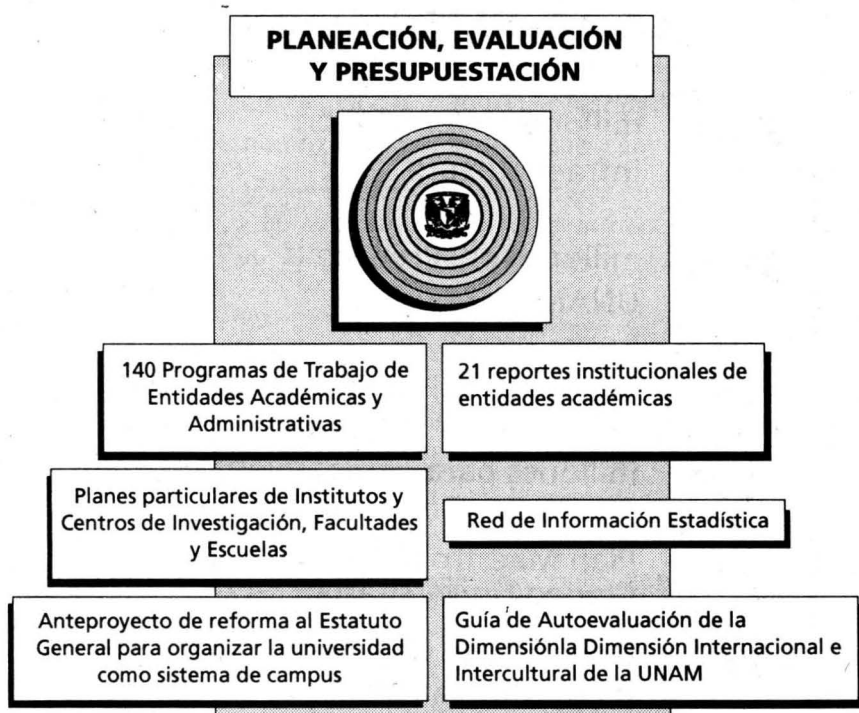 PLANEACIÓN, EVALUACIÓN
Y PRESUPUESTACIÓN
140 Programas de Trabajo de
Entidades Académicas y
Administrativas
21 reportes institucionales de
entidades académicas
Planes particulares de Institutos y
Centros de Investigación, Facultades
y Escuelas
Red de Información Estadística
Anteproyecto de reforma al Estatuto
General para organizar la universidad
como sistema de campus
Guía de Autoevaluación de la
Dimensiónla Dimensión Internacional e
Intercultural de la UNAM